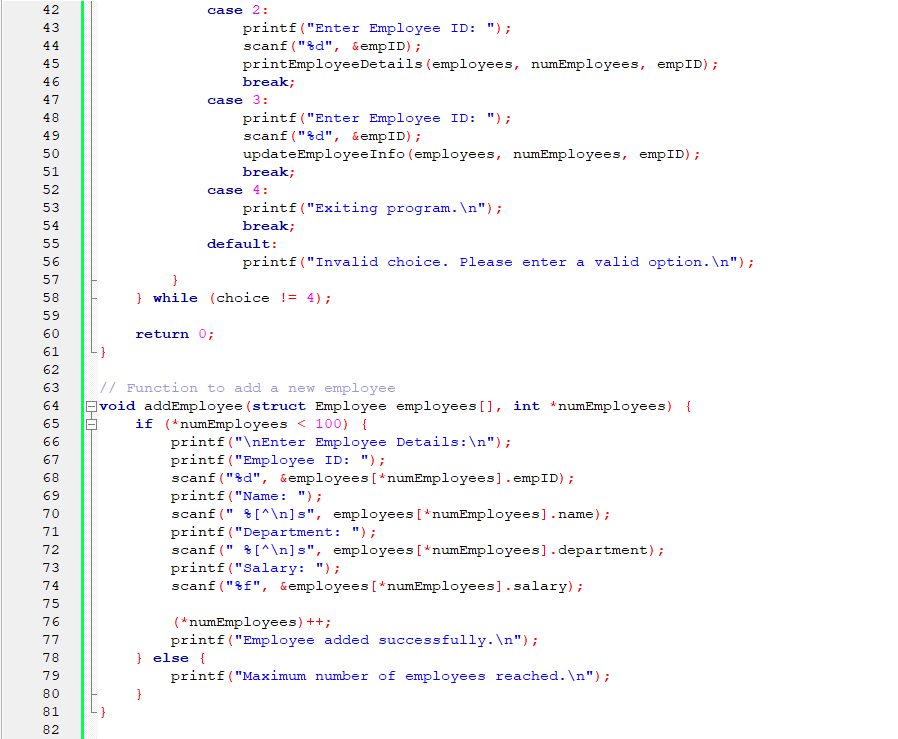 42 case 2:
43 printf("Enter Employee ID: ");
44 scanf("%d", &empID);
45 printEmployeeDetails(employees, numEmployees, empID);
46 break;
47 case 3:
48 printf("Enter Employee ID: ");
49 scanf("%d", &empID);
50 updateEmployeeInfo(employees, numEmployees, empID);
51 break;
52 case 4:
53 printf("Exiting program.\n");
54 break;
55 default:
56 printf("Invalid choice. Please enter a valid option.\n");
57 }
58 } while (choice != 4);
59
60 return 0;
61 }
62
63 // Function to add a new employee
64 void addEmployee(struct Employee employees[], int *numEmployees) {
65 if (*numEmployees < 100) {
66 printf("\nEnter Employee Details:\n");
67 printf("Employee ID: ");
68 scanf("%d", &employees[*numEmployees].empID);
69 printf("Name: ");
70 scanf(" %[^\n]s", employees[*numEmployees].name);
71 printf("Department: ");
72 scanf(" %[^\n]s", employees[*numEmployees].department);
73 printf("Salary: ");
74 scanf("%f", &employees[*numEmployees].salary);
75
76 (*numEmployees)++;
77 printf("Employee added successfully.\n");
78 } else {
79 printf("Maximum number of employees reached.\n");
80 }
81 }
82